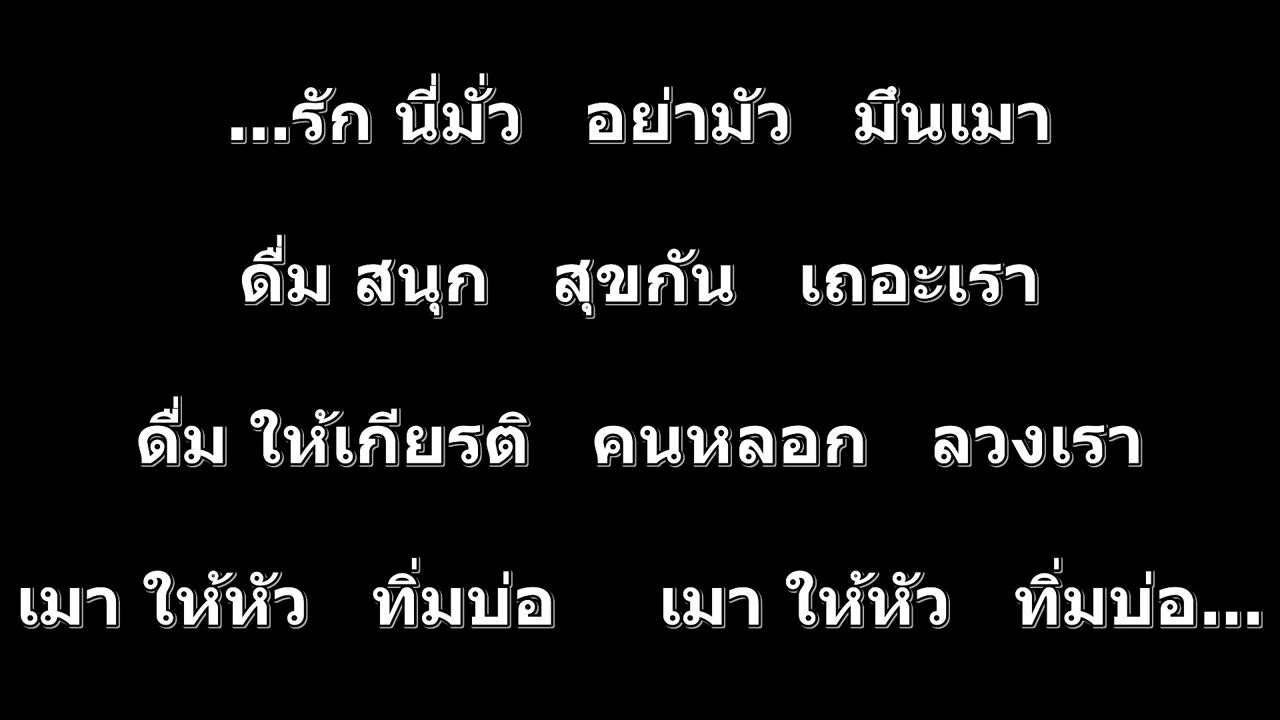 ...รัก นี่มั่ว   อย่ามัว   มึนเมา
ดื่ม สนุก   สุขกัน   เถอะเรา
ดื่ม ให้เกียรติ   คนหลอก   ลวงเรา
เมา ให้หัว   ทิ่มบ่อ     เมา ให้หัว   ทิ่มบ่อ...